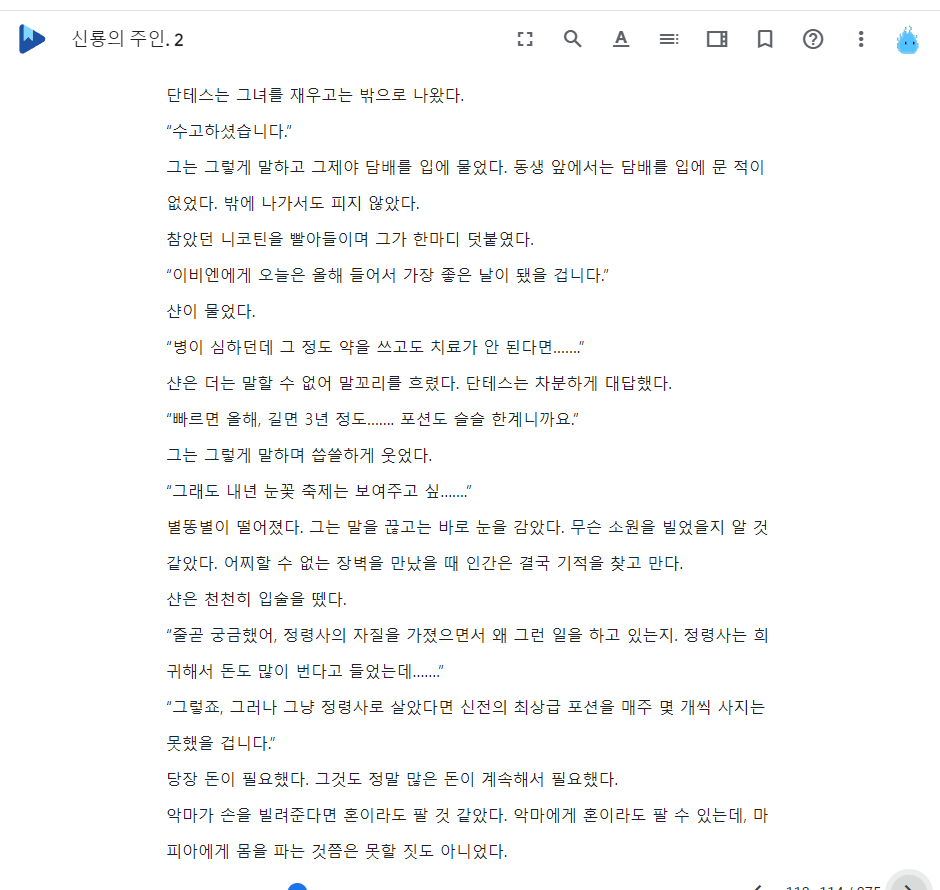 신룡의 주인. 2
단테스는 그녀를 재우고는 밖으로 나왔다.
“수고하셨습니다.”
그는 그렇게 말하고 그제야 담배를 입에 물었다. 동생 앞에서는 담배를 입에 문 적이
없었다. 밖에 나가서도 피지 않았다.
참았던 니코틴을 빨아들이며 그가 한마디 덧붙였다.
“이비엔에게 오늘은 올해 들어서 가장 좋은 날이 됐을 겁니다.”
샨이 물었다.
“병이 심하던데 그 정도 약을 쓰고도 치료가 안 된다면…….”
샨은 더는 말할 수 없어 말꼬리를 흐렸다. 단테스는 차분하게 대답했다.
“빠르면 올해, 길면 3년 정도……. 포션도 슬슬 한계니까요.”
그는 그렇게 말하며 씁쓸하게 웃었다.
“그래도 내년 눈꽃 축제는 보여주고 싶…….”
별똥별이 떨어졌다. 그는 말을 끊고는 바로 눈을 감았다. 무슨 소원을 빌었을지 알 것
같았다. 어찌할 수 없는 장벽을 만났을 때 인간은 결국 기적을 찾고 만다.
샨은 천천히 입술을 뗐다.
“줄곧 궁금했어, 정령사의 자질을 가졌으면서 왜 그런 일을 하고 있는지. 정령사는 희
귀해서 돈도 많이 번다고 들었는데…….”
“그렇죠, 그러나 그냥 정령사로 살았다면 신전의 최상급 포션을 매주 몇 개씩 사지는
못했을 겁니다.”
당장 돈이 필요했다. 그것도 정말 많은 돈이 계속해서 필요했다.
악마가 손을 빌려준다면 혼이라도 팔 것 같았다. 악마에게 혼이라도 팔 수 있는데, 마
피아에게 몸을 파는 것쯤은 못할 짓도 아니었다.